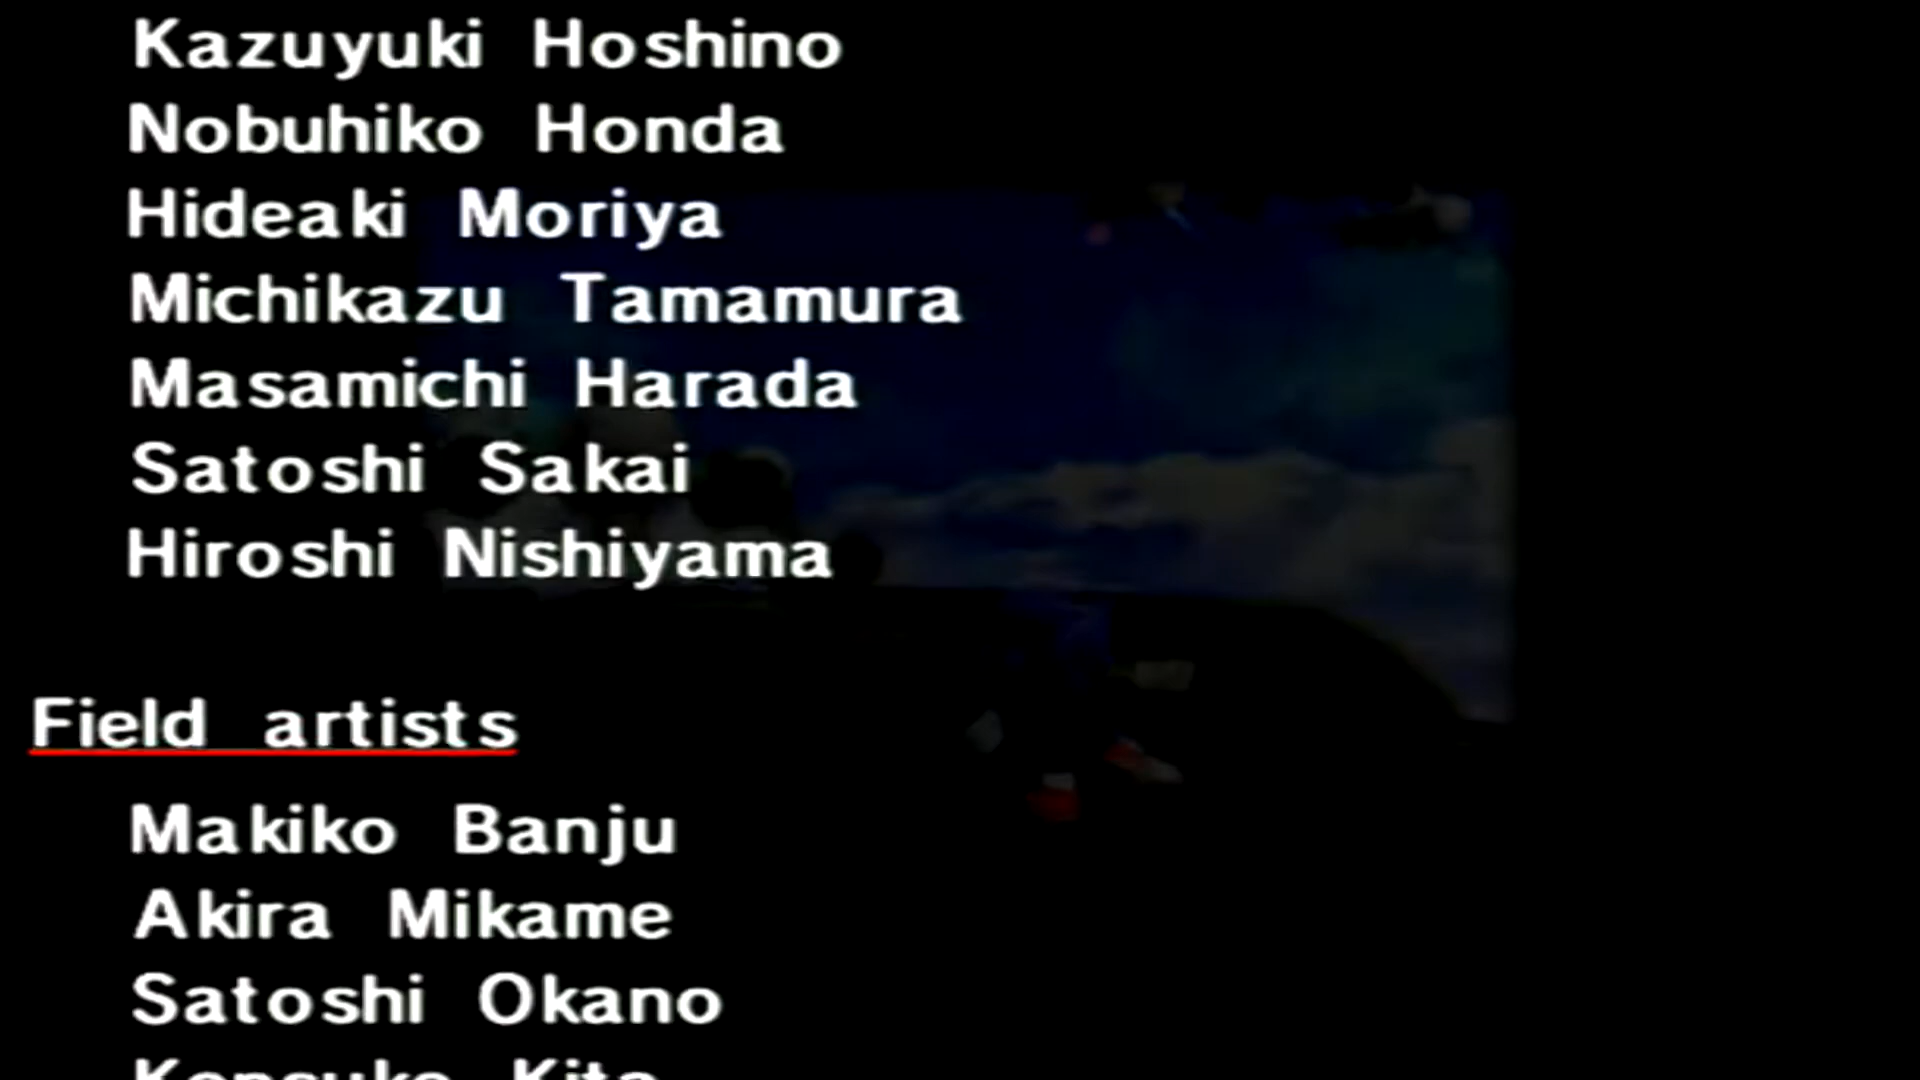 Kazuyuki Hoshino
Nobuhiko Honda
Hideaki Moriya
Michikazu Tamamura
Masamichi Harada
Satoshi Sakai
Hiroshi Nishiyama
Field artists
Makiko Banju
Akira Mikame
Satoshi Okano